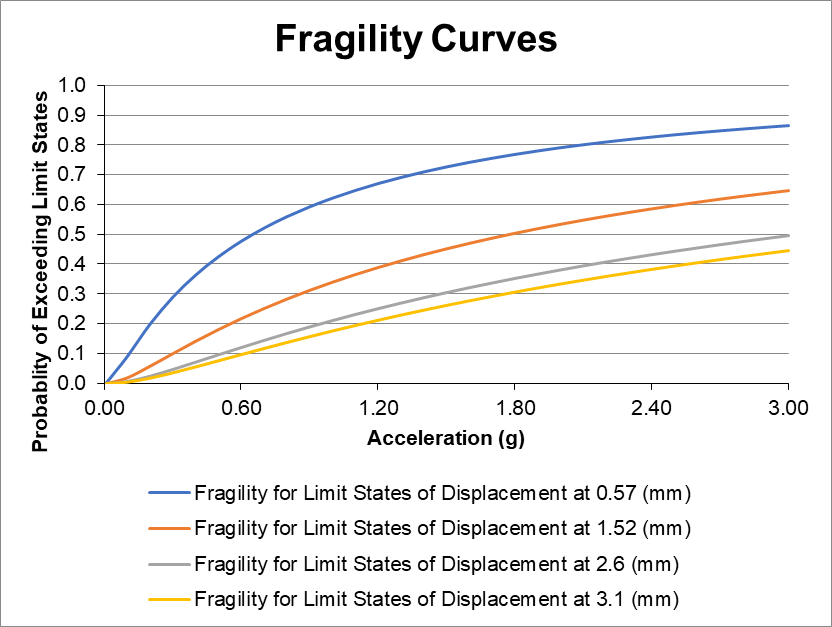 Fragility Curves
Probablity of Exceeding Limit States
1.0
0.9
0.8
0.7
0.6
0.5
0.4
0.3
0.2
0.1
0.0
0.00 0.60 1.20 1.80 2.40 3.00
Acceleration (g)
Fragility for Limit States of Displacement at 0.57 (mm)
Fragility for Limit States of Displacement at 1.52 (mm)
Fragility for Limit States of Displacement at 2.6 (mm)
Fragility for Limit States of Displacement at 3.1 (mm)